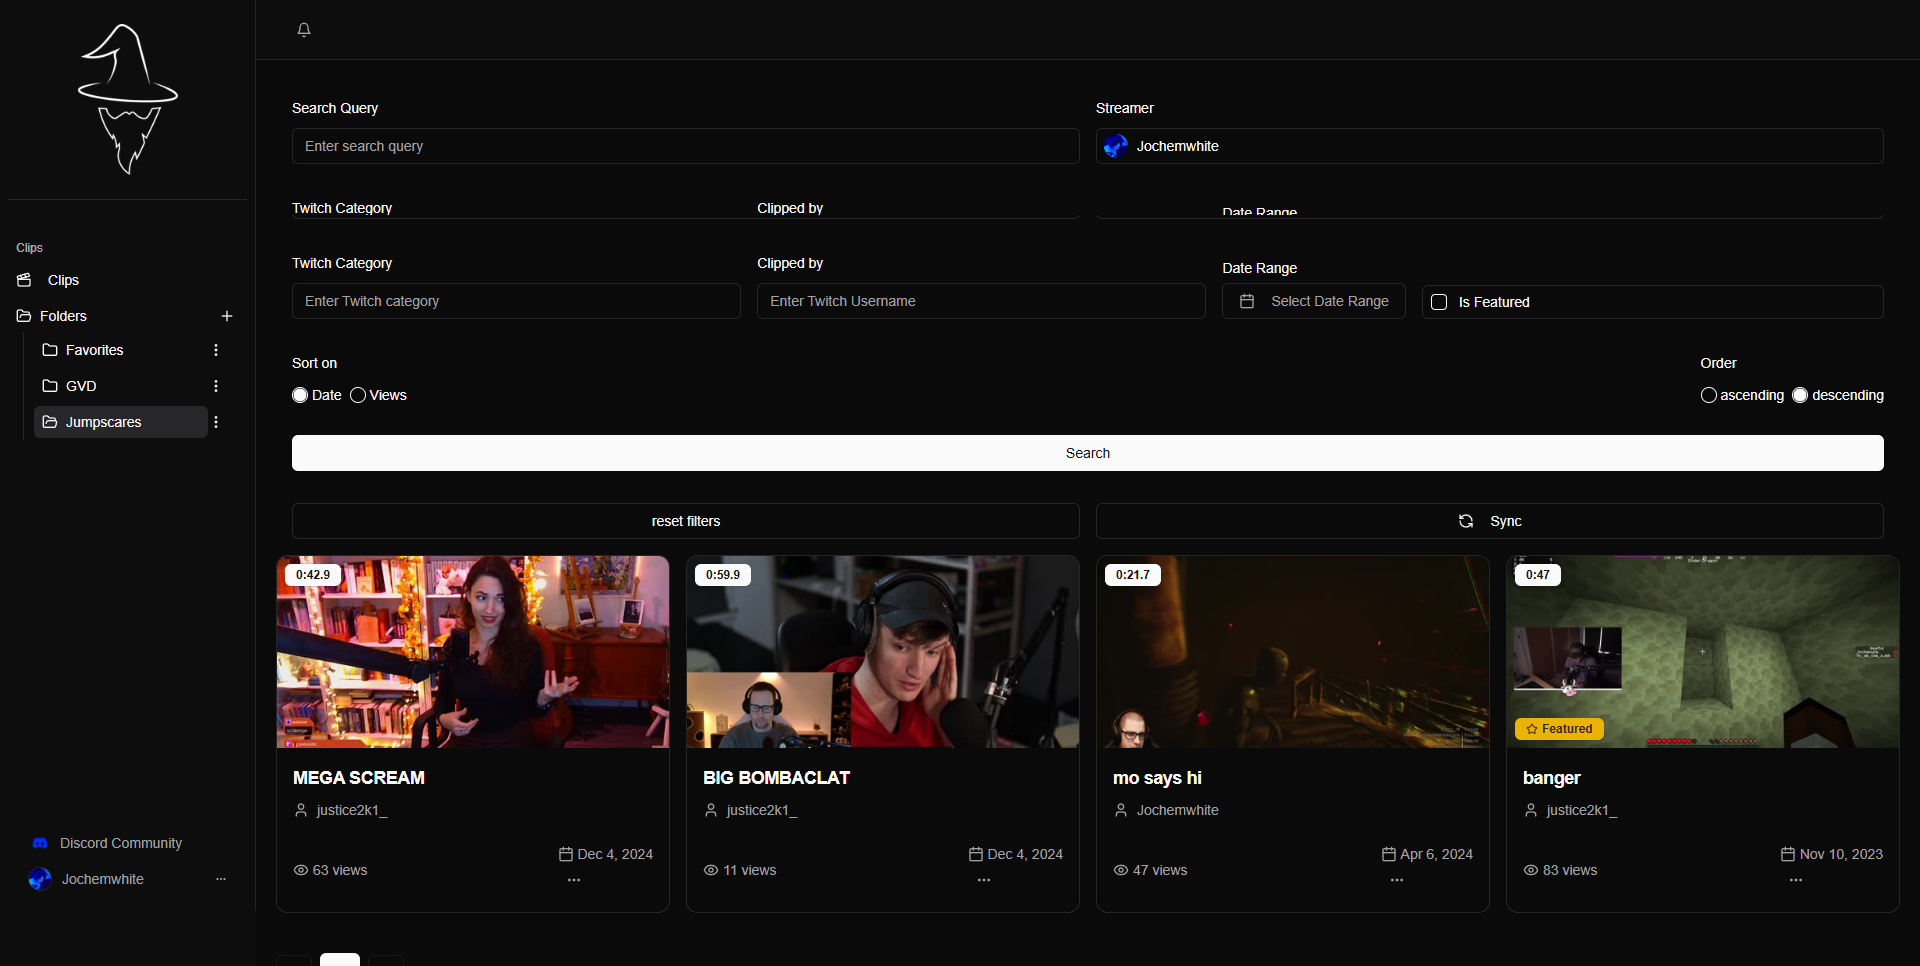 Search Query
Streamer
Enter search query
Jochemwhite
Twitch Category
Clipped by
Date Range
Twitch Category
Clipped by
Date Range
Enter Twitch category
Enter Twitch Username
Select Date Range
Is Featured
Sort on
Order
Date
Views
ascending
descending
Search
reset filters
Sync
Clips
Clips
Folders
Favorites
GVD
Jumpscares
Discord Community
Jochemwhite
0:42.9
MEGA SCREAM
justice2k1_
63 views
Dec 4, 2024
0:59.9
BIG BOMBACLAT
justice2k1_
11 views
Dec 4, 2024
0:21.7
mo says hi
Jochemwhite
47 views
Apr 6, 2024
0:47
Featured
banger
justice2k1_
83 views
Nov 10, 2023